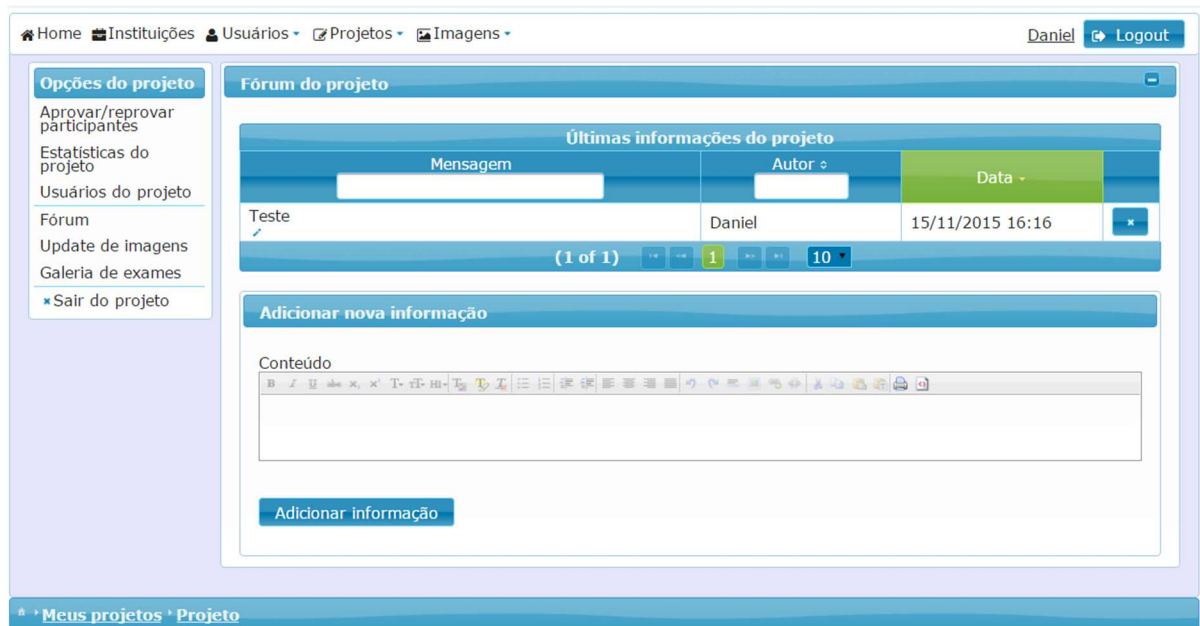 Home Instituições Usuários Projetos Imagens Daniel Logout
Opções do projeto
Aprovar/reprovar
participantes
Estatísticas do
projeto
Usuários do projeto
Fórum
Update de imagens
Galeria de exames
Sair do projeto
Fórum do projeto
Últimas informações do projeto
Mensagem Autor Data
Teste Daniel 15/11/2015 16:16
(1 of 1) 1 10
Adicionar nova informação
Conteúdo
Adicionar informação
Meus projetos Projeto